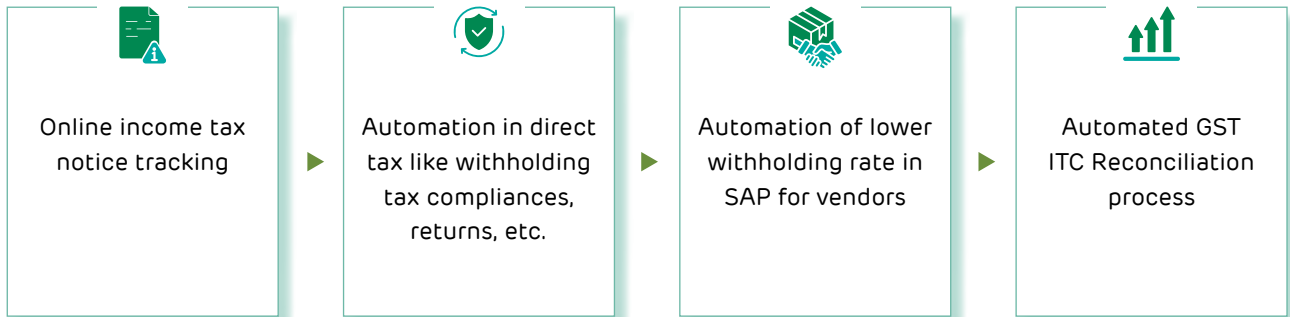 Online income tax
notice tracking
Automation in direct
tax like withholding
tax compliances,
returns, etc.
Automation of lower
withholding rate in
SAP for vendors
Automated GST
ITC Reconciliation
process